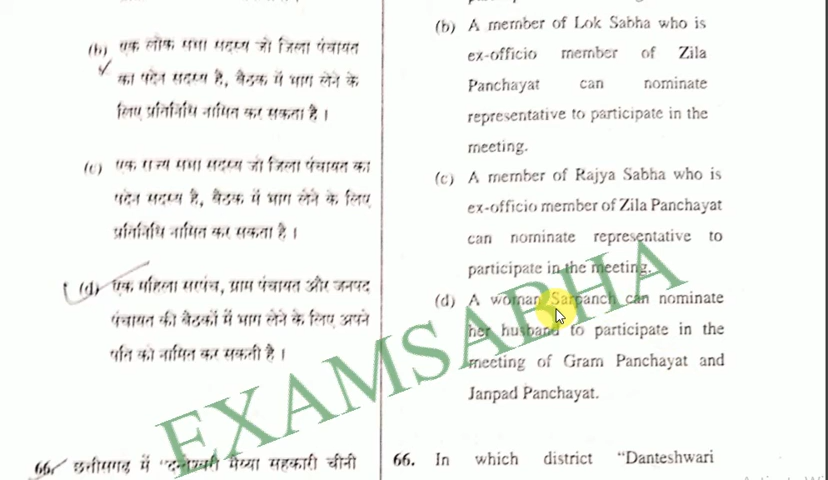 (b) एक लोक सभा सदस्य जो जिला पंचायत
का पदेन सदस्य है, बैठक में भाग लेने के
लिए प्रतिनिधि नामित कर सकता है ।
(c) एक राज्य सभा सदस्य जो जिला पंचायत का
पदेन सदस्य है, बैठक में भाग लेने के लिए
प्रतिनिधि नामित कर सकता है ।
(d) एक महिला सरपंच, ग्राम पंचायत और जनपद
पंचायत की बैठकों में भाग लेने के लिए अपने
पति को नामित कर सकती है ।
66. छत्तीसगढ़ में "दन्तेश्वरी मैय्या सहकारी चीनी
(b) A member of Lok Sabha who is
ex-officio member of Zila
Panchayat can nominate
representative to participate in the
meeting.
(c) A member of Rajya Sabha who is
ex-officio member of Zila Panchayat
can nominate representative to
participate in the meeting.
(d) A woman Sarpanch can nominate
her husband to participate in the
meeting of Gram Panchayat and
Janpad Panchayat.
66. In which district "Danteshwari
EXAMSABHA